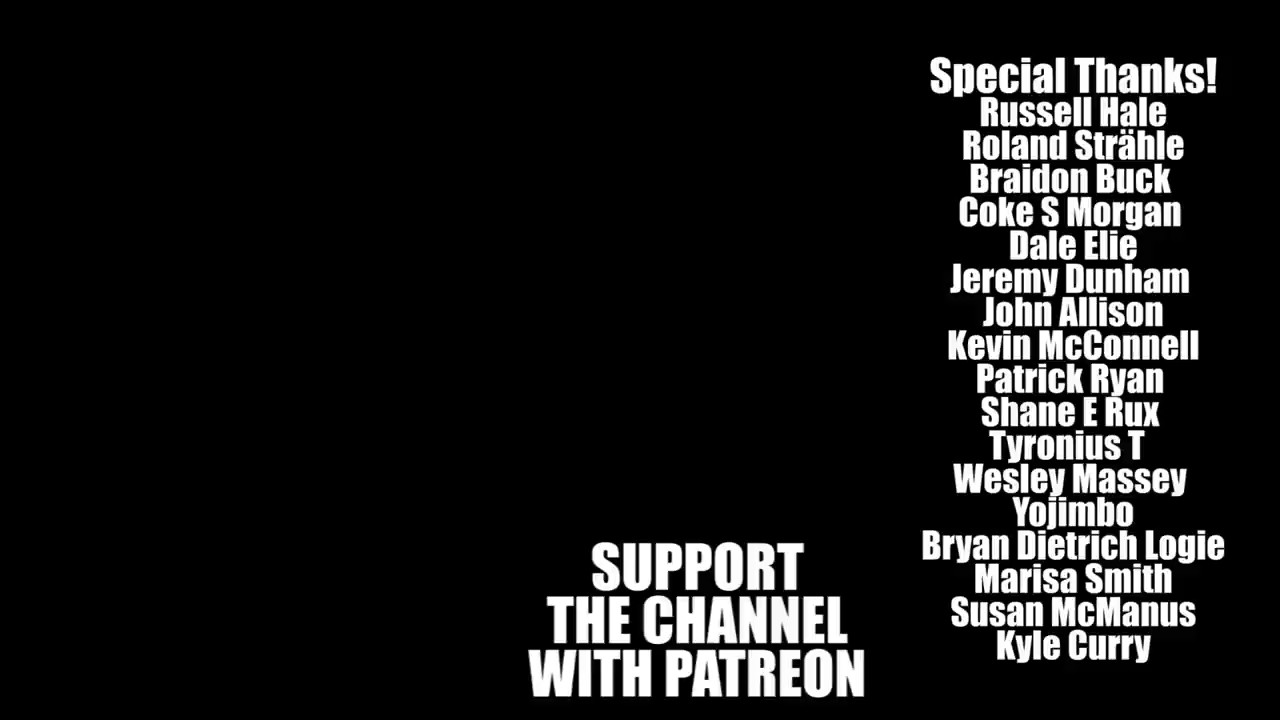 Special Thanks!
Russell Hale
Roland Strähle
Braidon Buck
Coke S Morgan
Dale Elie
Jeremy Dunham
John Allison
Kevin McConnell
Patrick Ryan
Shane E Rux
Tyronius T
Wesley Massey
Yojimbo
Bryan Dietrich Logie
Marisa Smith
Susan McManus
Kyle Curry
SUPPORT
THE CHANNEL
WITH PATREON